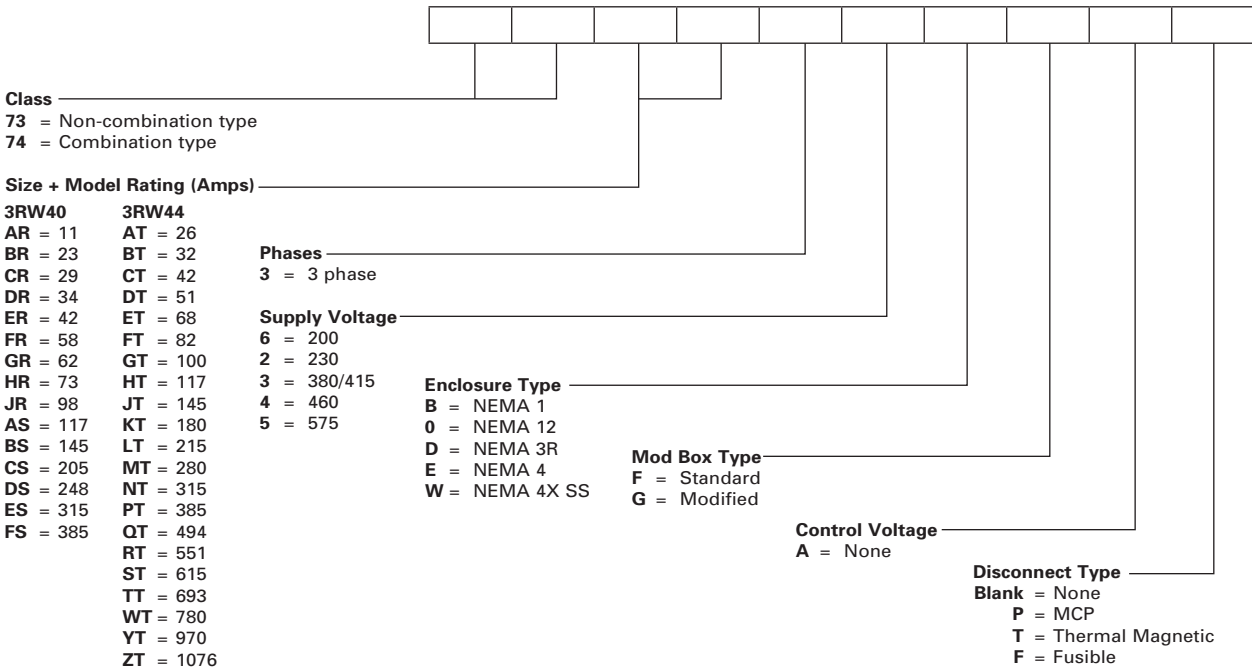 Class
73 = Non-combination type
74 = Combination type
Size + Model Rating (Amps)
3RW40
AR = 11
BR = 23
CR = 29
DR = 34
ER = 42
FR = 58
GR = 62
HR = 73
JR = 98
AS = 117
BS = 145
CS = 205
DS = 248
ES = 315
FS = 385
3RW44
AT = 26
BT = 32
CT = 42
DT = 51
ET = 68
FT = 82
GT = 100
HT = 117
JT = 145
KT = 180
LT = 215
MT = 280
NT = 315
PT = 385
QT = 494
RT = 551
ST = 615
TT = 693
WT = 780
YT = 970
ZT = 1076
Phases
3 = 3 phase
Supply Voltage
6 = 200
2 = 230
3 = 380/415
4 = 460
5 = 575
Enclosure Type
B = NEMA 1
0 = NEMA 12
D = NEMA 3R
E = NEMA 4
W = NEMA 4X SS
Mod Box Type
F = Standard
G = Modified
Control Voltage
A = None
Disconnect Type
Blank = None
P = MCP
T = Thermal Magnetic
F = Fusible